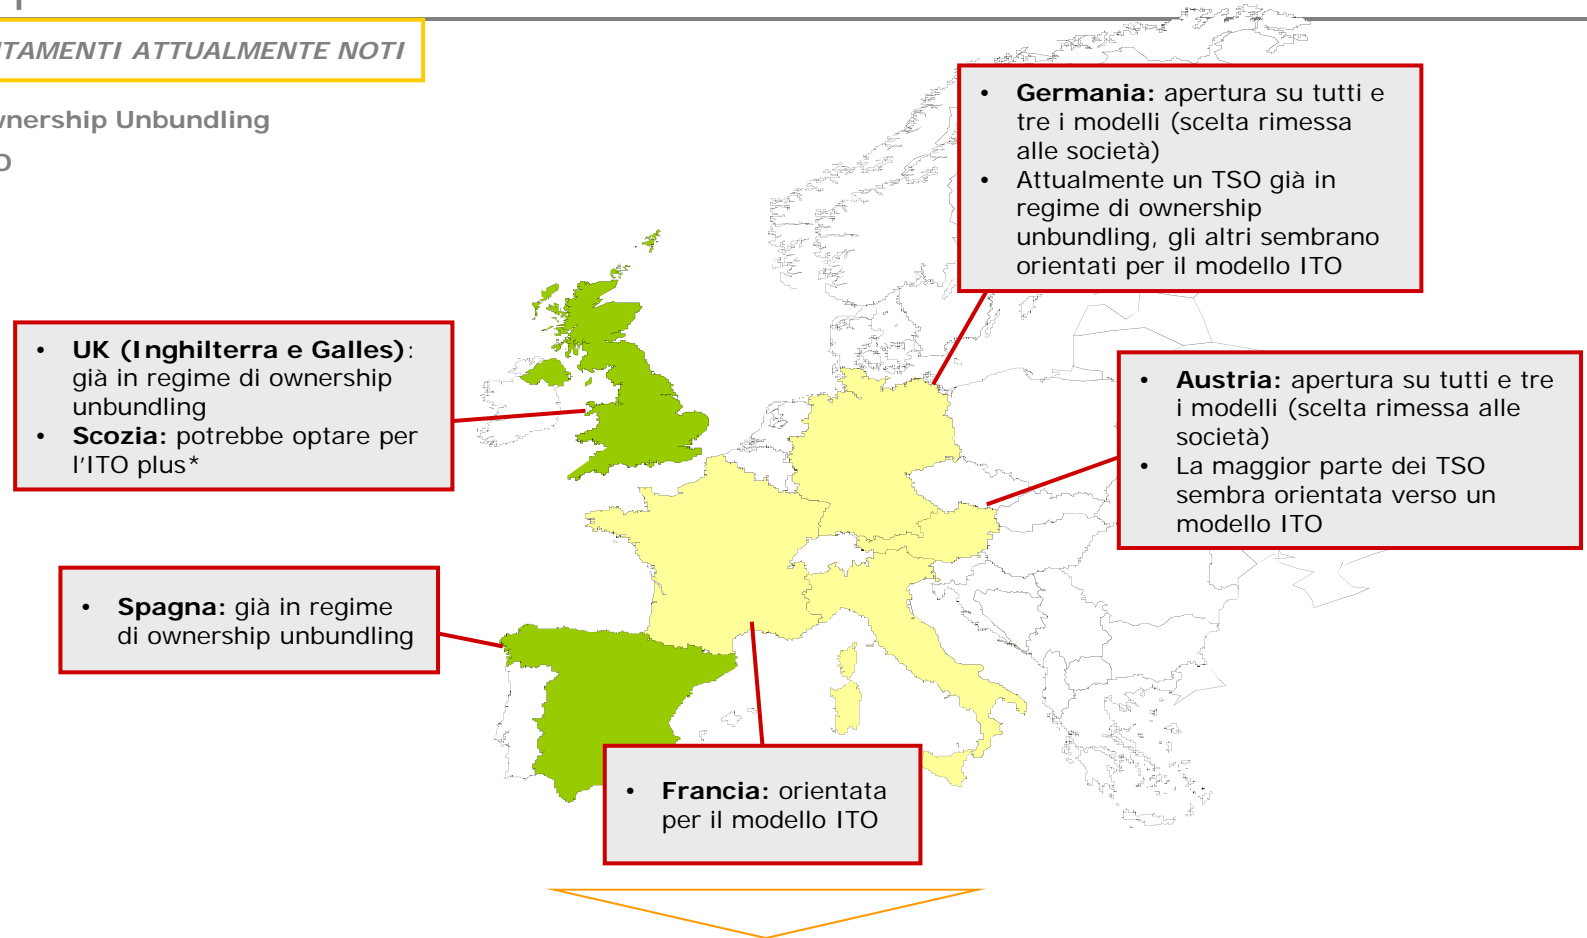 NTAMENTI ATTUALMENTE NOTI
wnership Unbundling
O
• Germania: apertura su tutti e
tre i modelli (scelta rimessa
alle società)
• Attualmente un TSO già in
regime di ownership
unbundling, gli altri sembrano
orientati per il modello ITO
• UK (Inghilterra e Galles):
già in regime di ownership
unbundling
• Scozia: potrebbe optare per
l'ITO plus*
• Austria: apertura su tutti e tre
i modelli (scelta rimessa alle
società)
• La maggior parte dei TSO
sembra orientata verso un
modello ITO
• Spagna: già in regime
di ownership unbundling
• Francia: orientata
per il modello ITO